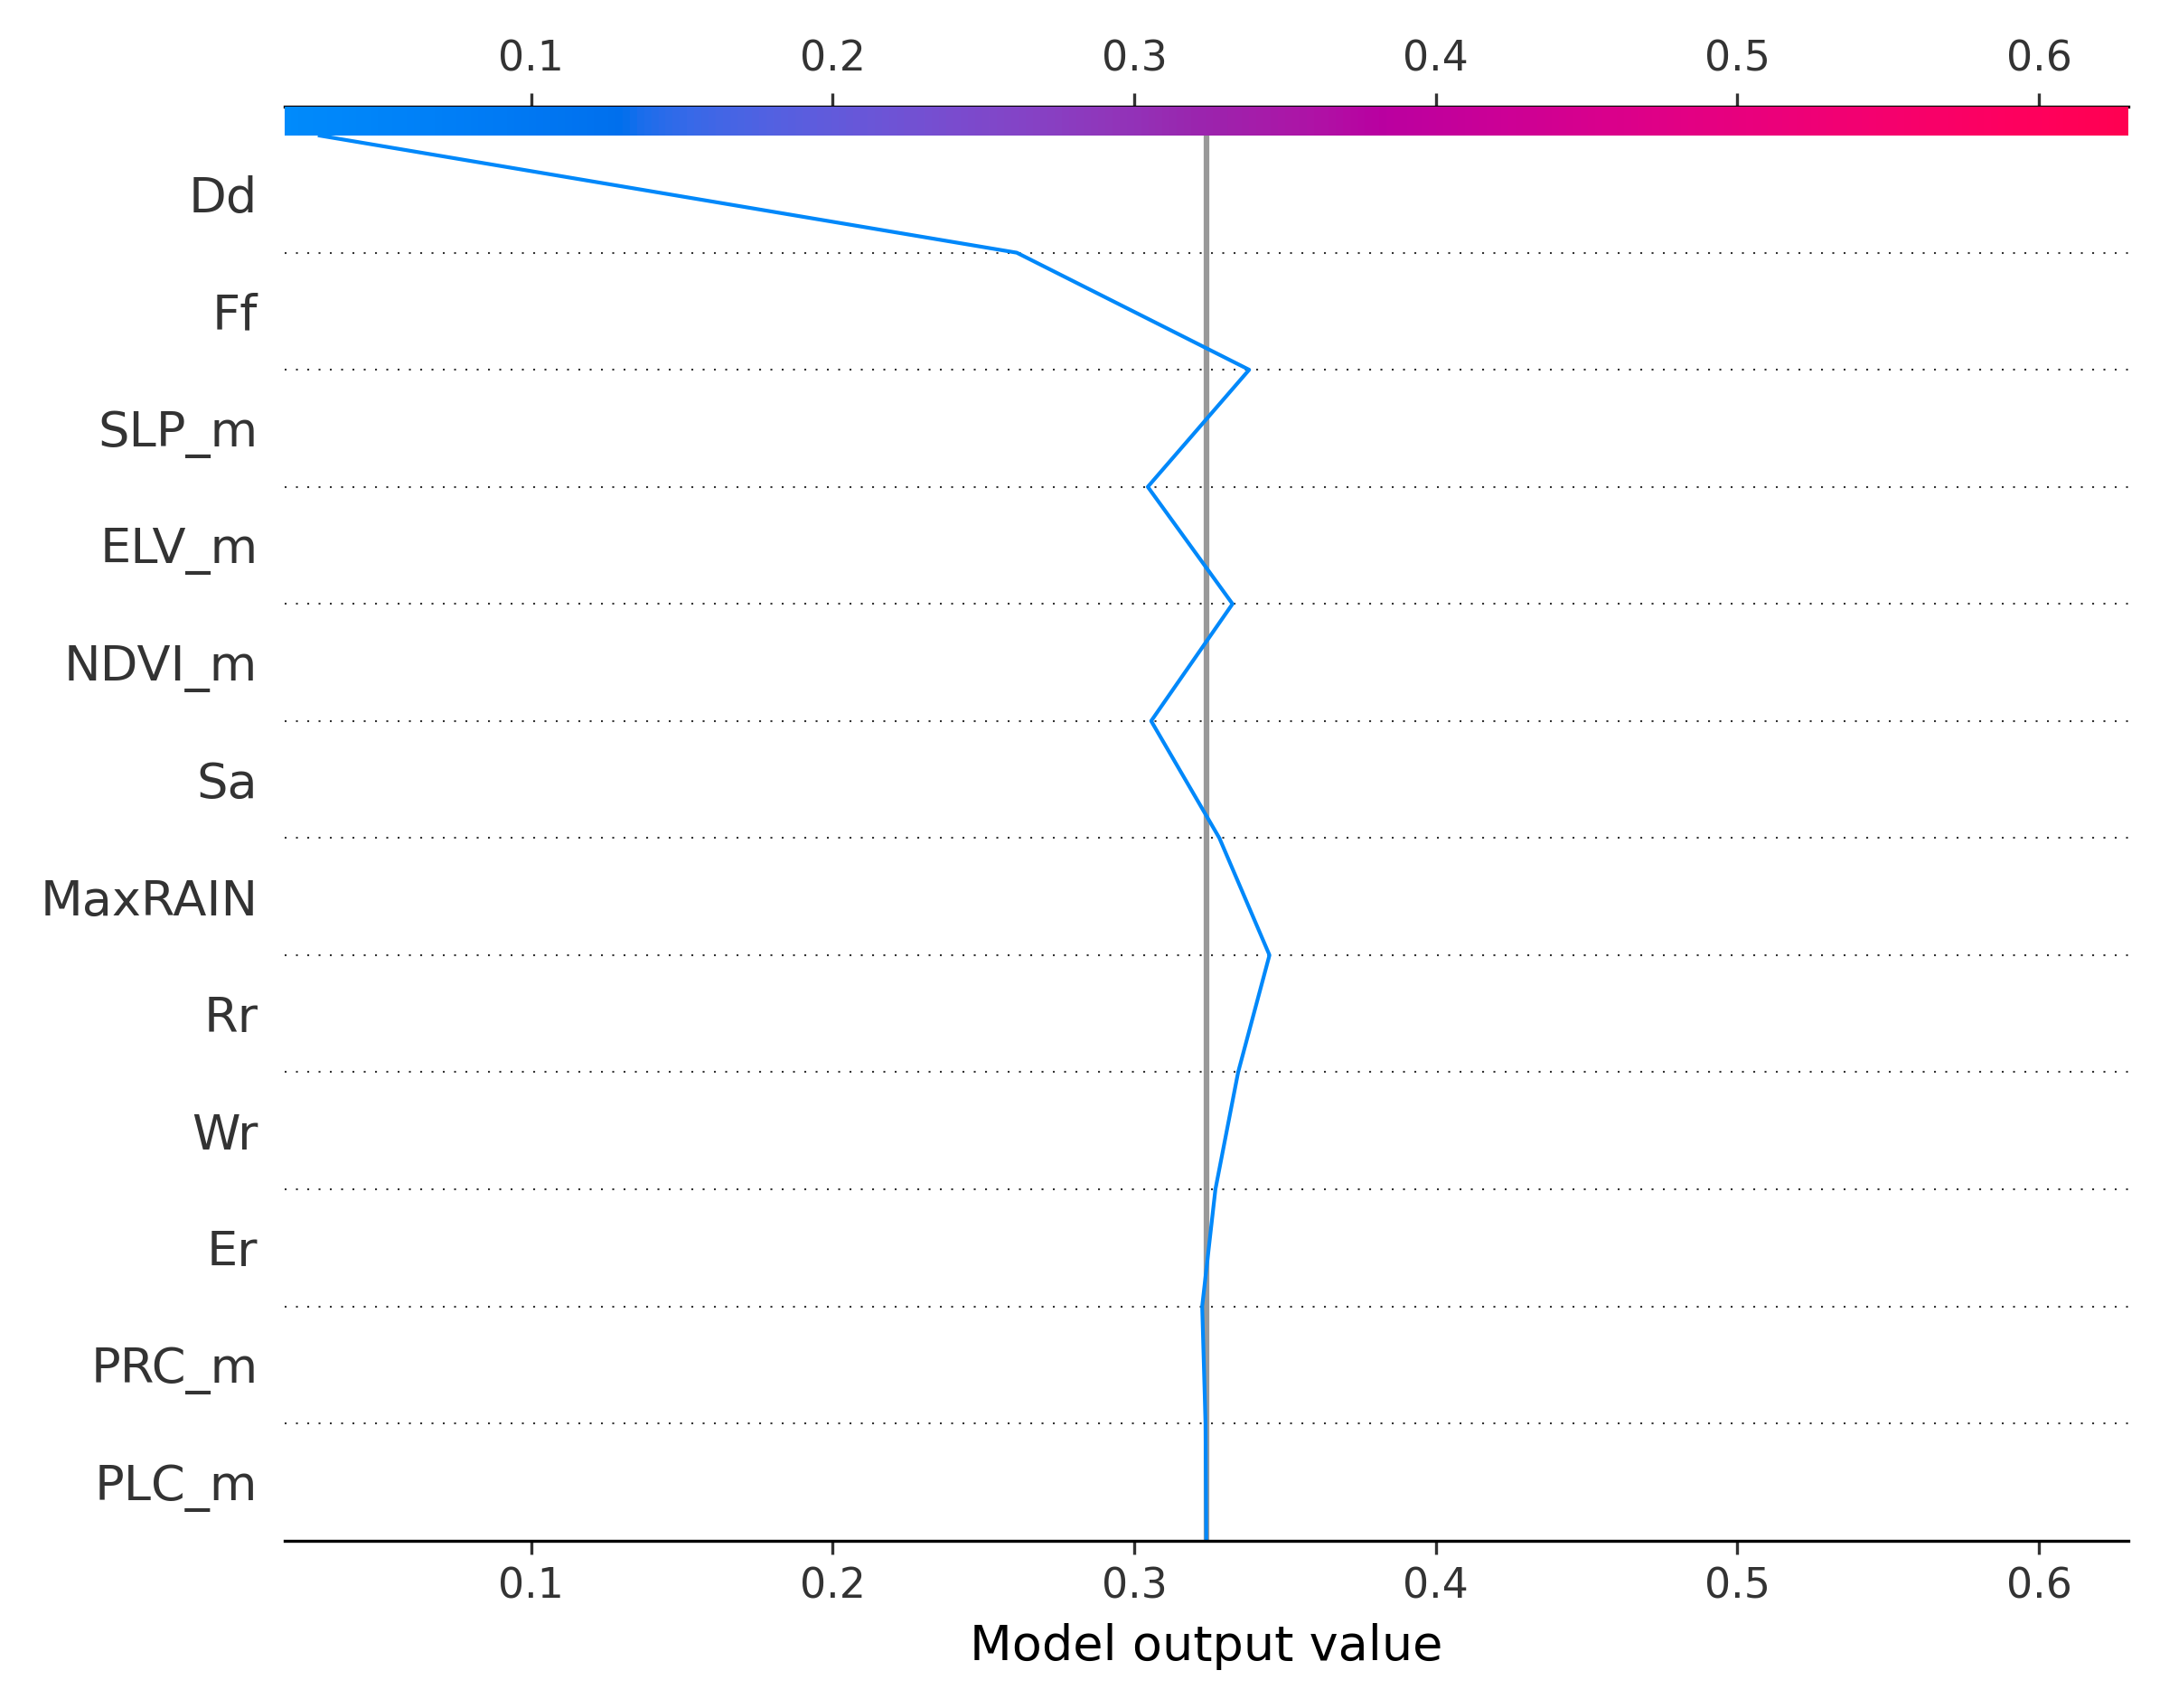 0.1 0.2 0.3 0.4 0.5 0.6
Dd
Ff
SLP_m
ELV_m
NDVI_m
Sa
MaxRAIN
Rr
Wr
Er
PRC_m
PLC_m
0.1 0.2 0.3 0.4 0.5 0.6
Model output value